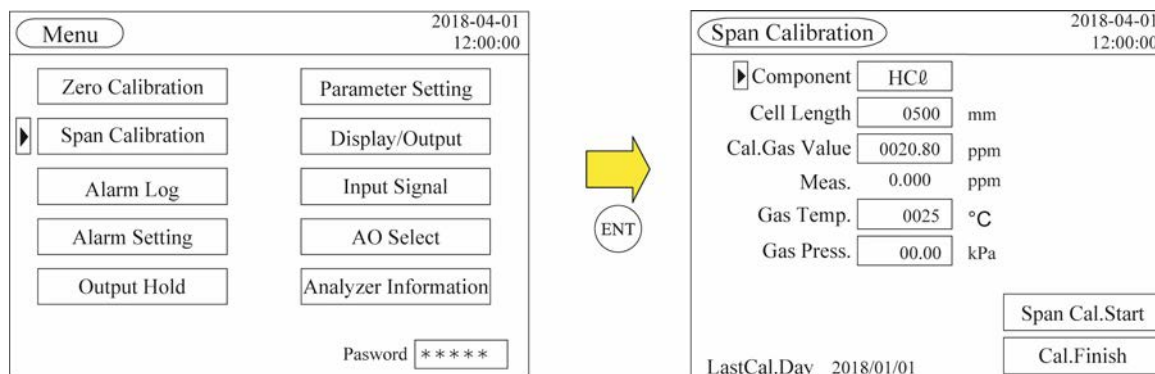 Menu
2018-04-01
12:00:00
Zero Calibration
Parameter Setting
Span Calibration
Display/Output
Alarm Log
Input Signal
Alarm Setting
AO Select
Output Hold
Analyzer Information
Pasword *****
ENT
Span Calibration
2018-04-01
12:00:00
Component HCℓ
Cell Length 0500 mm
Cal.Gas Value 0020.80 ppm
Meas. 0.000 ppm
Gas Temp. 0025 °C
Gas Press. 00.00 kPa
Span Cal.Start
Cal.Finish
LastCal.Day 2018/01/01